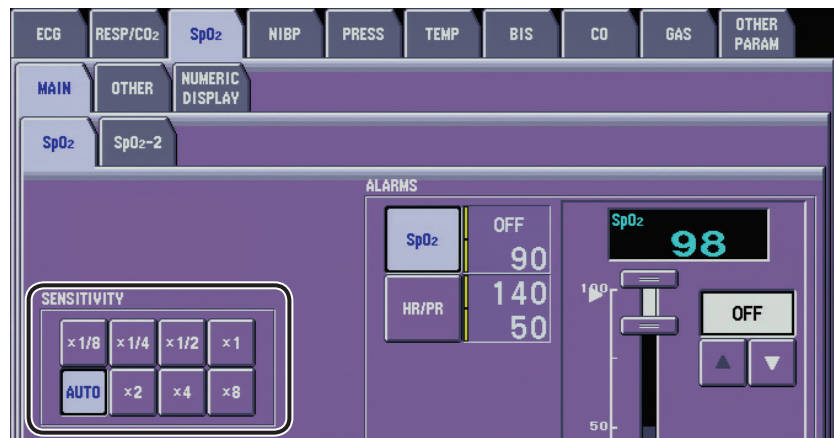 ECG RESP/CO2 SpO2 NIBP PRESS TEMP BIS CO GAS OTHER PARAM
MAIN OTHER NUMERIC DISPLAY
SpO2 SpO2-2
ALARMS
SpO2 OFF 90
HR/PR 140 50
SpO2 98
100
OFF
50
SENSITIVITY
×1/8 ×1/4 ×1/2 ×1
AUTO ×2 ×4 ×8